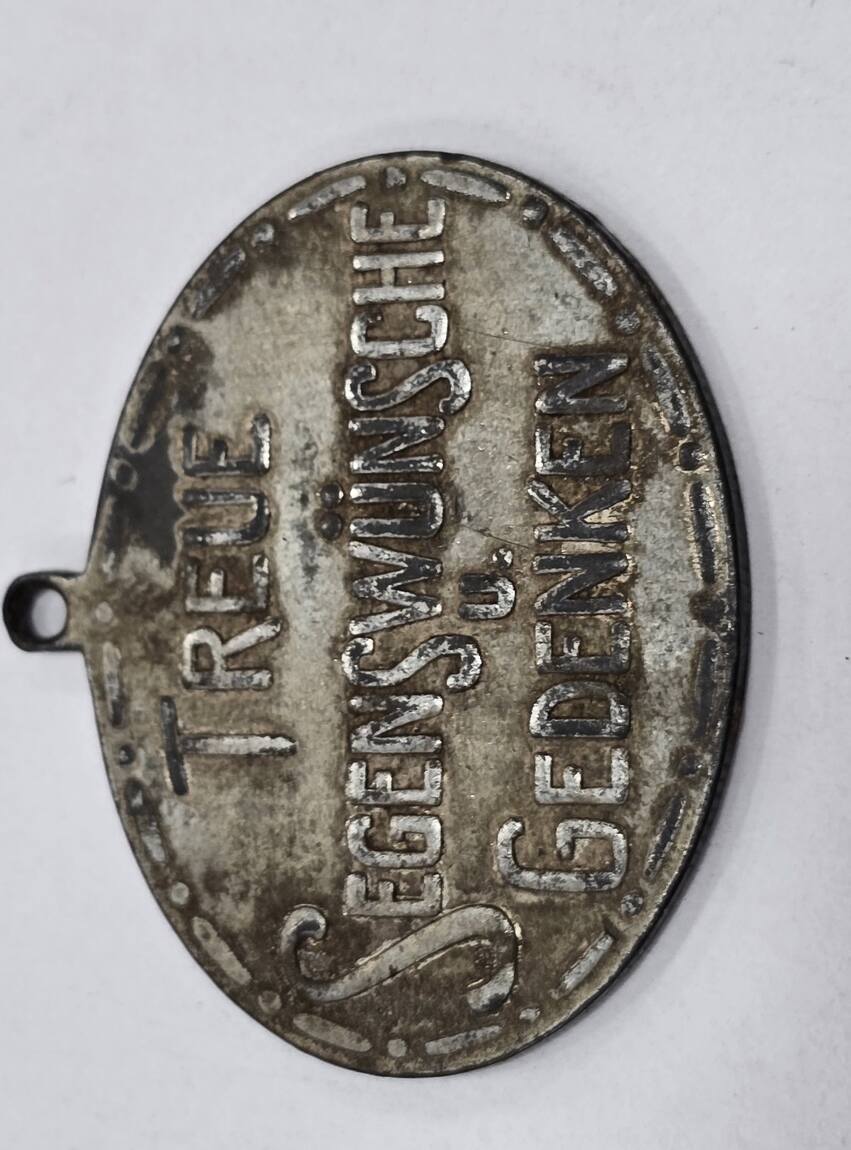 TREUE
SEGENSWÜNSCHE
u.
GEDENKEN